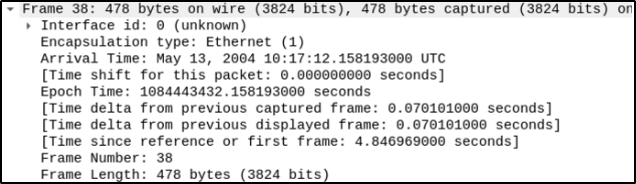 Frame 38: 478 bytes on wire (3824 bits), 478 bytes captured (3824 bits) on
Interface id: 0 (unknown)
Encapsulation type: Ethernet (1)
Arrival Time: May 13, 2004 10:17:12.158193000 UTC
[Time shift for this packet: 0.000000000 seconds]
Epoch Time: 1084443432.158193000 seconds
[Time delta from previous captured frame: 0.070101000 seconds]
[Time delta from previous displayed frame: 0.070101000 seconds]
[Time since reference or first frame: 4.846969000 seconds]
Frame Number: 38
Frame Length: 478 bytes (3824 bits)